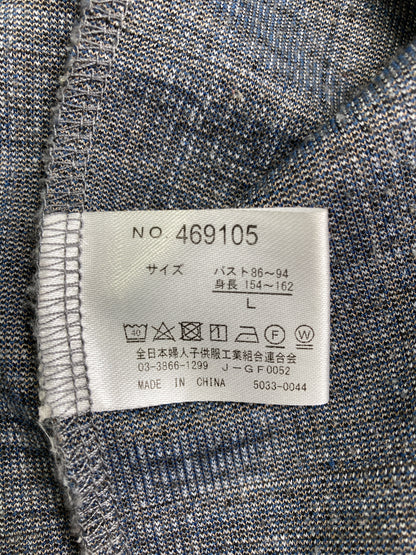 NO 469105
サイズ バスト86～94
身長 154～162
L
40 F W
全日本婦人子供服工業組合連合会
03-3866-1299 J-GF0052
MADE IN CHINA 5033-0044